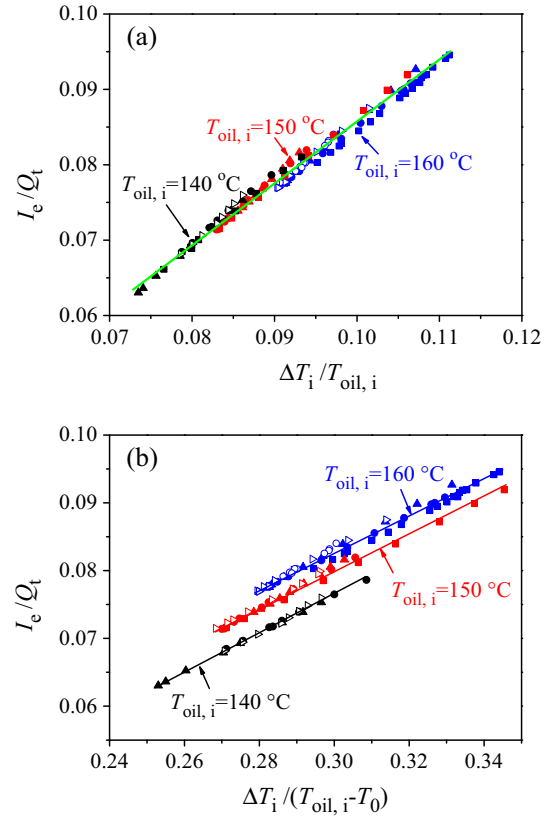 (a)
0.10
0.09
0.08
0.07
0.06
I_e/Q_t
T_oil, i=150 °C
T_oil, i=160 °C
T_oil, i=140 °C
0.07 0.08 0.09 0.10 0.11 0.12
ΔT_i/T_oil, i
(b)
0.10
0.09
0.08
0.07
0.06
I_e/Q_t
T_oil, i=160 °C
T_oil, i=150 °C
T_oil, i=140 °C
0.24 0.26 0.28 0.30 0.32 0.34
ΔT_i/(T_oil, i-T_0)